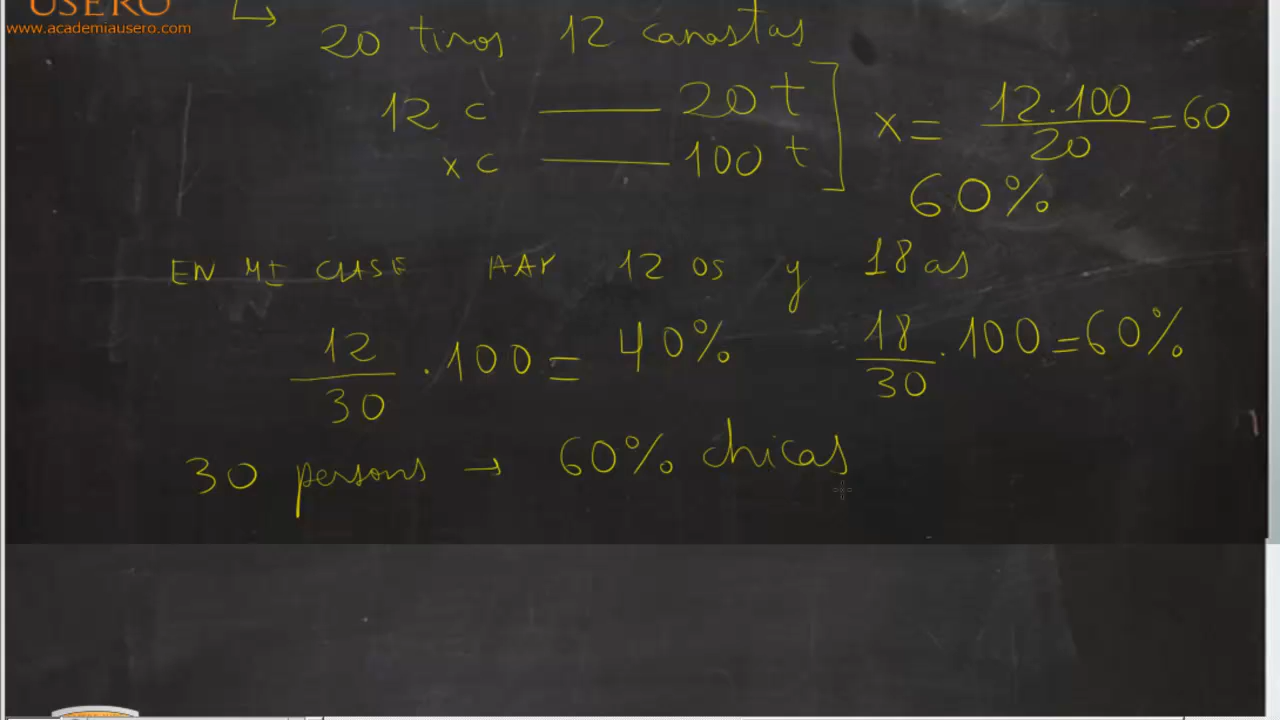 USERO
www.academiausero.com
20 tiros 12 canastas
12 c — 20 t
x c — 100 t
x = 12·100 / 20 = 60
60%
EN MI CLASE HAY 12 os y 18 as
12 / 30 · 100 = 40%
18 / 30 · 100 = 60%
30 persons → 60% chicas